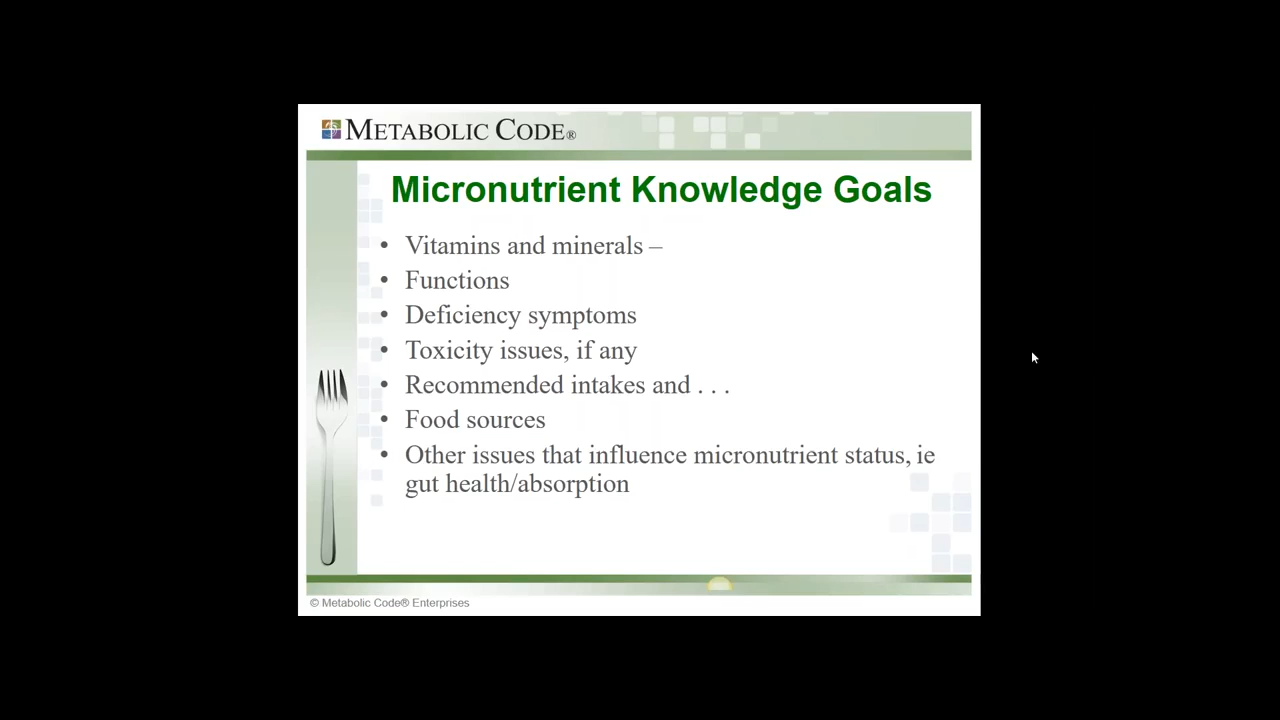 METABOLIC CODE®
Micronutrient Knowledge Goals
• Vitamins and minerals –
• Functions
• Deficiency symptoms
• Toxicity issues, if any
• Recommended intakes and . . .
• Food sources
• Other issues that influence micronutrient status, ie
gut health/absorption
© Metabolic Code® Enterprises